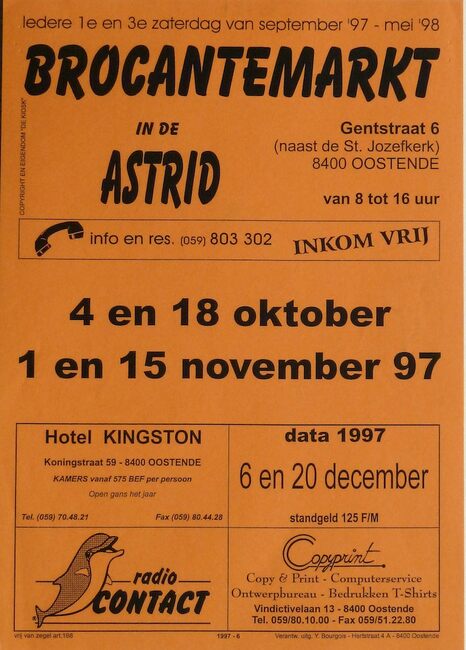 Iedere 1e en 3e zaterdag van september '97 - mei '98
BROCANTEMARKT
IN DE
ASTRID
Gentstraat 6
(naast de St. Jozefkerk)
8400 OOSTENDE
van 8 tot 16 uur
COPYRIGHT EN EIGENDOM "DE KIOSK"
info en res. (059) 803 302
INKOM VRIJ
4 en 18 oktober
1 en 15 november 97
Hotel KINGSTON
Koningstraat 59 - 8400 OOSTENDE
KAMERS vanaf 575 BEF per persoon
Open gans het jaar
Tel. (059) 70.48.21
Fax (059) 80.44.28
data 1997
6 en 20 december
standgeld 125 F/M
radio
CONTACT
Copyprint
Copy & Print - Computerservice
Ontwerpbureau - Bedrukken T-Shirts
Vindictivelaan 13 - 8400 Oostende
Tel. 059/80.10.00 - Fax 059/51.22.80
vrij van zegel art.198
1997 - 6
Verantw. uitg. Y. Bourgois - Hertstraat 4 A - 8400 Oostende